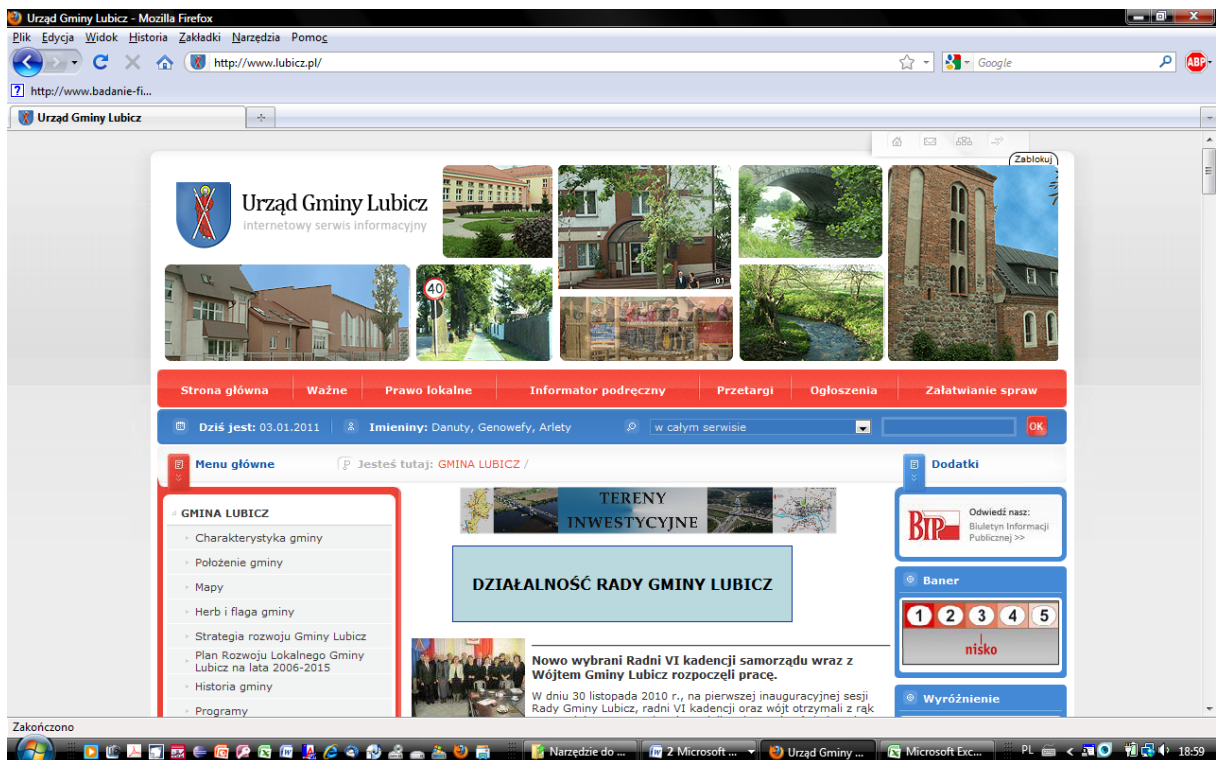 Urząd Gminy Lubicz - Mozilla Firefox
Plik Edycja Widok Historia Zakładki Narzędzia Pomoc
http://www.lubicz.pl/
Google
ABP
http://www.badanie-fi...
Urząd Gminy Lubicz
Zablokuj
Urząd Gminy Lubicz
internetowy serwis informacyjny
40
01
Strona główna Ważne Prawo lokalne Informator podręczny Przetargi Ogłoszenia Załatwianie spraw
Dziś jest: 03.01.2011 Imieniny: Danuty, Genowefy, Arlety w całym serwisie OK
Menu główne
Jesteś tutaj: GMINA LUBICZ /
Dodatki
GMINA LUBICZ
Charakterystyka gminy
Położenie gminy
Mapy
Herb i flaga gminy
Strategia rozwoju Gminy Lubicz
Plan Rozwoju Lokalnego Gminy
Lubicz na lata 2006-2015
Historia gminy
Programy
TERENY
INWESTYCYJNE
DZIAŁALNOŚĆ RADY GMINY LUBICZ
Nowo wybrani Radni VI kadencji samorządu wraz z
Wójtem Gminy Lubicz rozpoczęli pracę.
W dniu 30 listopada 2010 r., na pierwszej inauguracyjnej sesji
Rady Gminy Lubicz, radni VI kadencji oraz wójt otrzymali z rąk
BIP
Odwiedź nasz:
Biuletyn Informacji
Publicznej >>
Baner
1 2 3 4 5
nisko
Wyróżnienie
Zakończono
Narzędzie do ... 2 Microsoft ... Urząd Gminy ... Microsoft Exc... PL 18:59